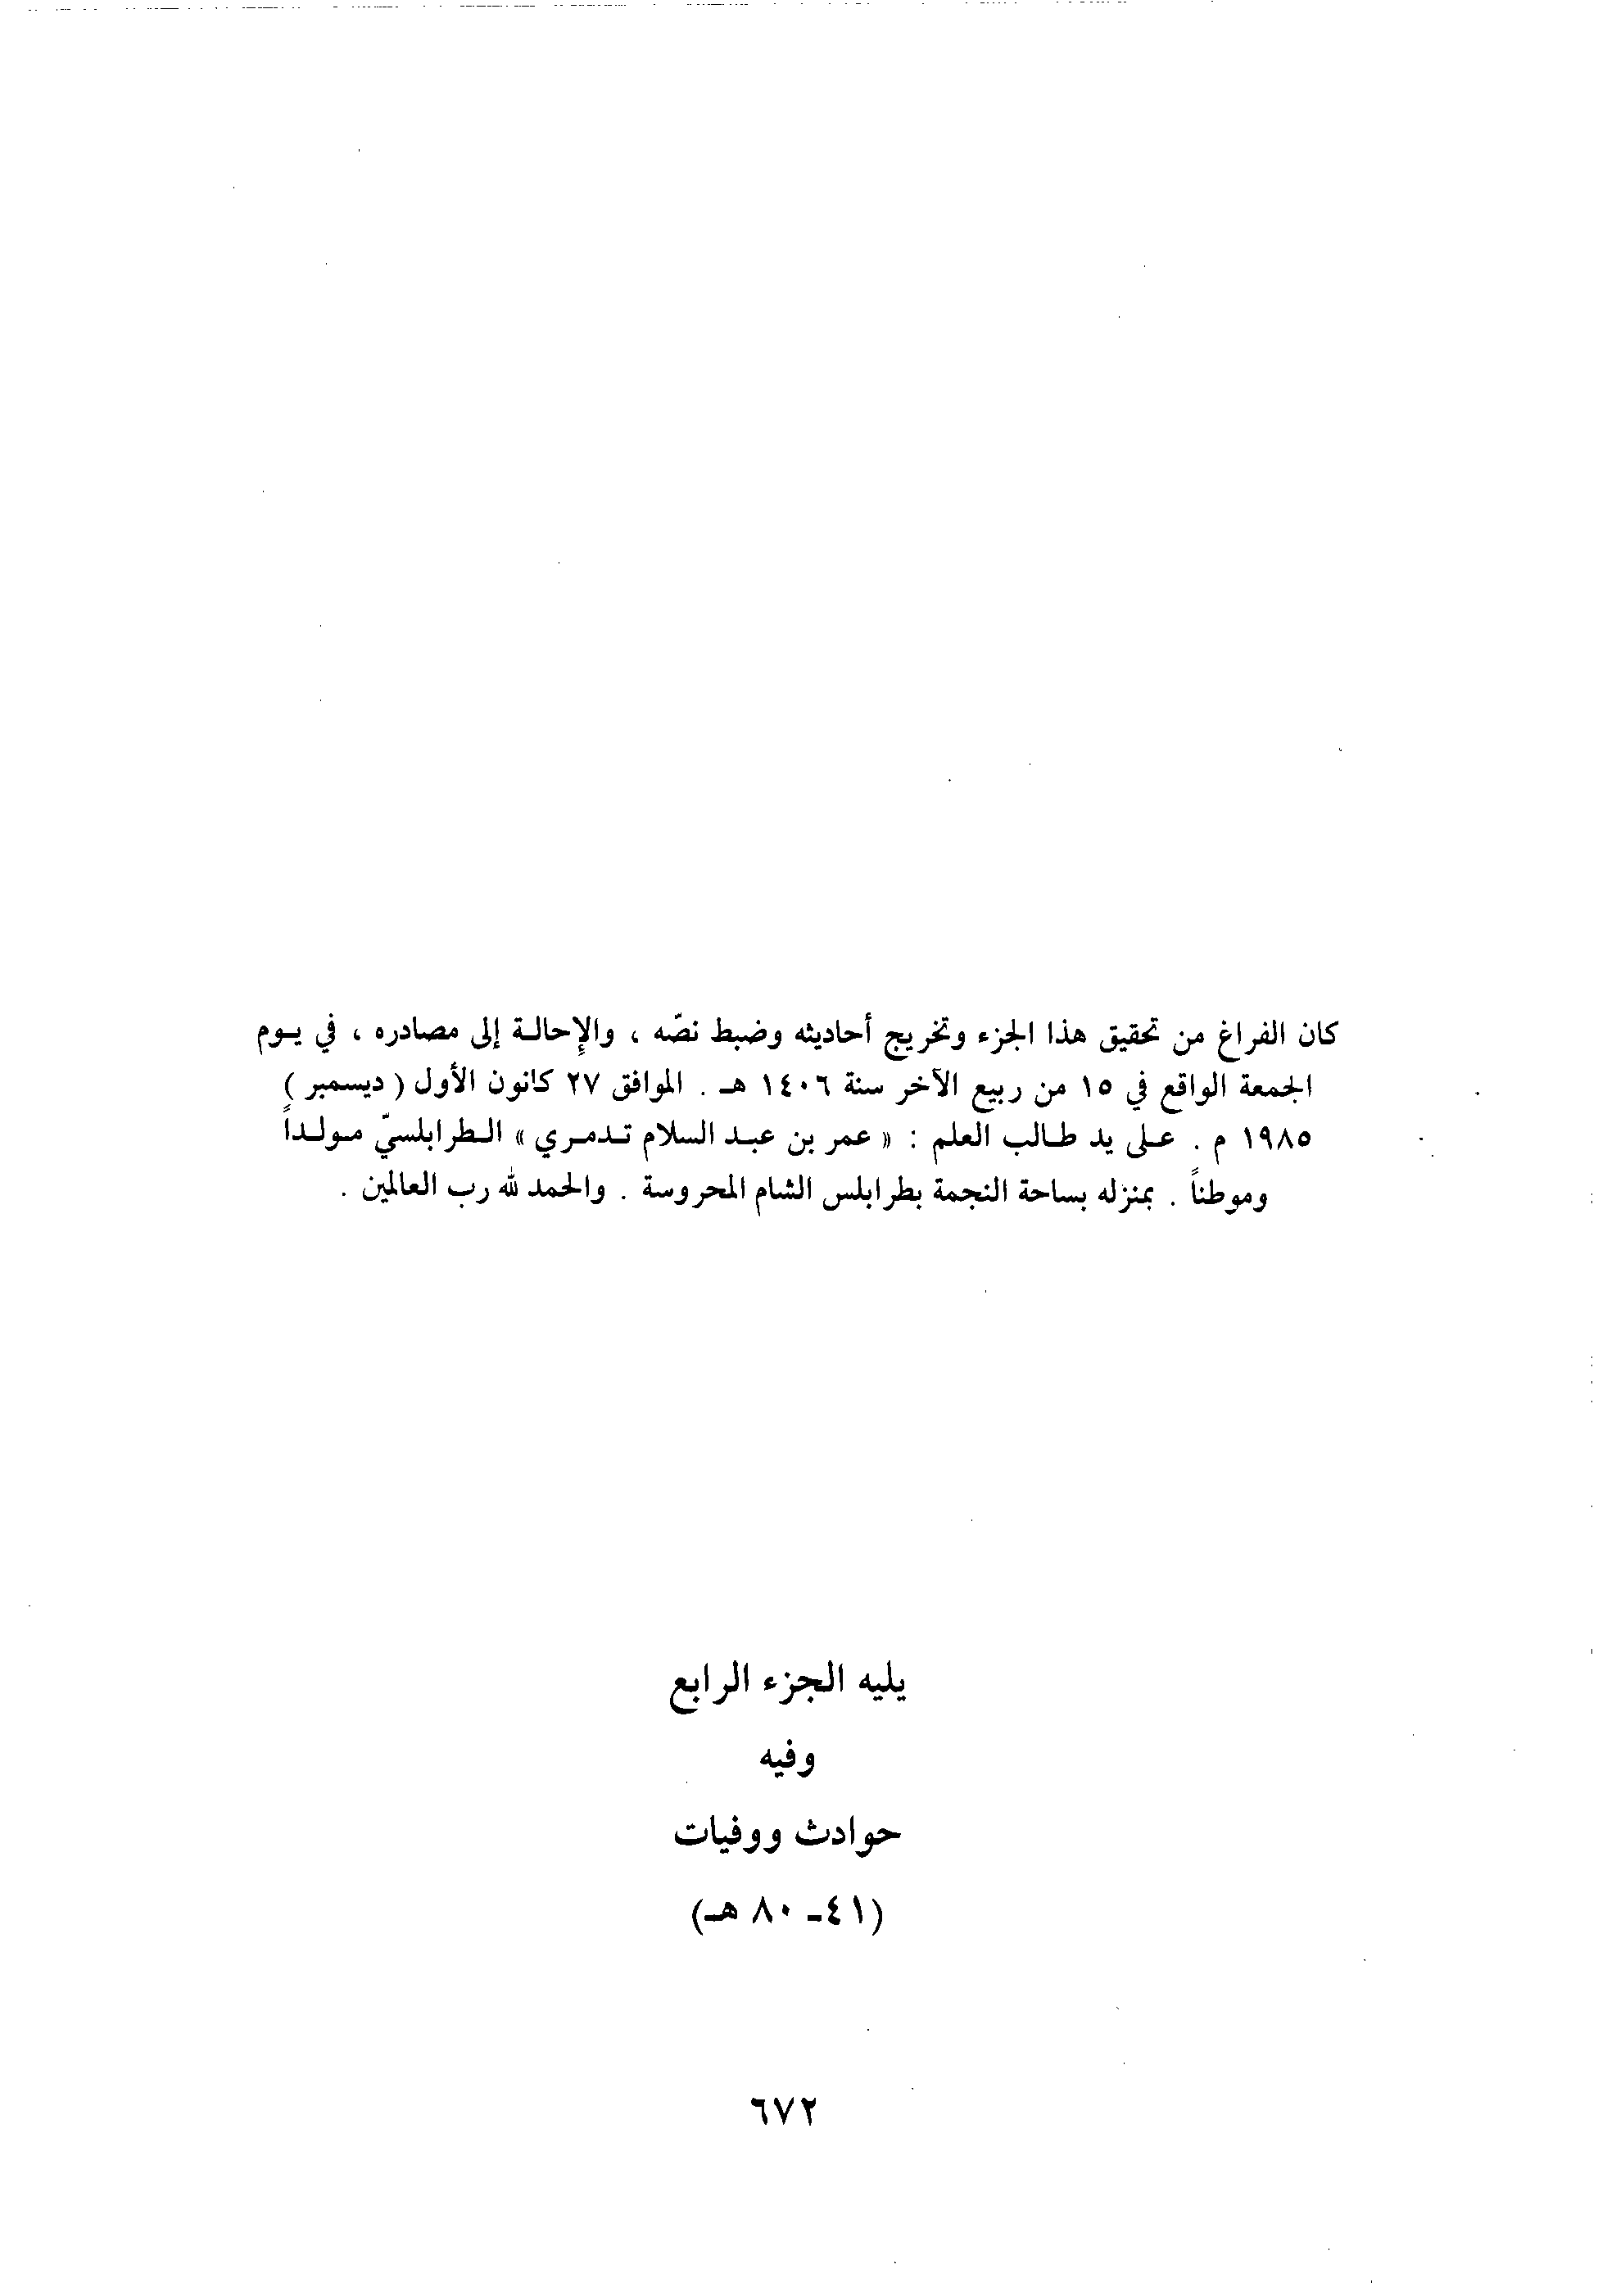 كان الفراغ من تحقيق هذا الجزء وتخريج أحاديثه وضبط نصّه ، والإحالة إلى مصادره ، في يوم
الجمعة الواقع في ١٥ من ربيع الآخر سنة ١٤٠٦ هـ . الموافق ٢٧ كانون الأول ( ديسمبر )
١٩٨٥ م . على يد طالب العلم : « عمر بن عبد السلام تدمري » الطرابلسيّ مولداً
وموطناً . بمنزله بساحة النجمة بطرابلس الشام المحروسة . والحمد لله رب العالمين .
يليه الجزء الرابع
وفيه
حوادث ووفيات
(٤١ـ ٨٠ هـ)
٦٧٢